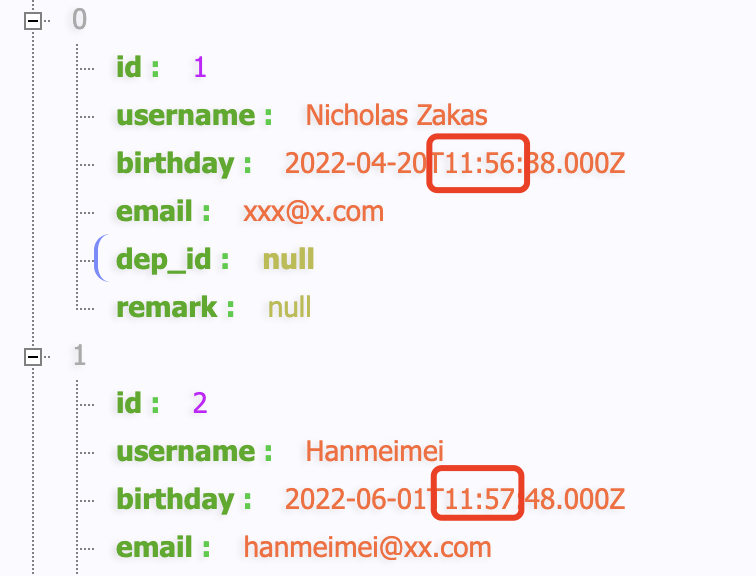 0
id : 1
username : Nicholas Zakas
birthday : 2022-04-20T11:56:38.000Z
email : xxx@x.com
dep_id : null
remark : null
1
id : 2
username : Hanmeimei
birthday : 2022-06-01T11:57:48.000Z
email : hanmeimei@xx.com